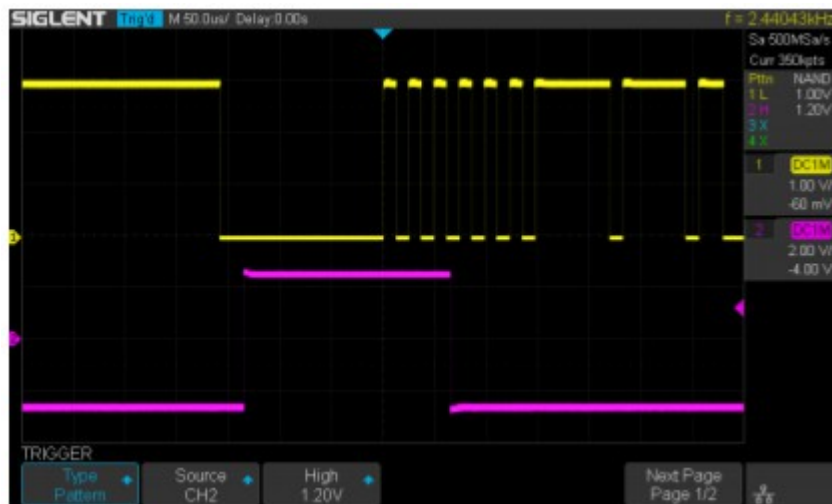 SIGLENT Trig'd M 50.0us/ Delay:0.00s f = 2.44043kHz
Sa 500MSa/s
Curr 350kpts
Pttn NAND
1 L 1.00V
2 H 1.20V
3 X
4 X
1 DC1M
1.00 V/
-60 mV
2 DC1M
2.00 V/
-4.00 V
1
2
TRIGGER
Type Source High Next Page
Pattern CH2 1.20V Page 1/2